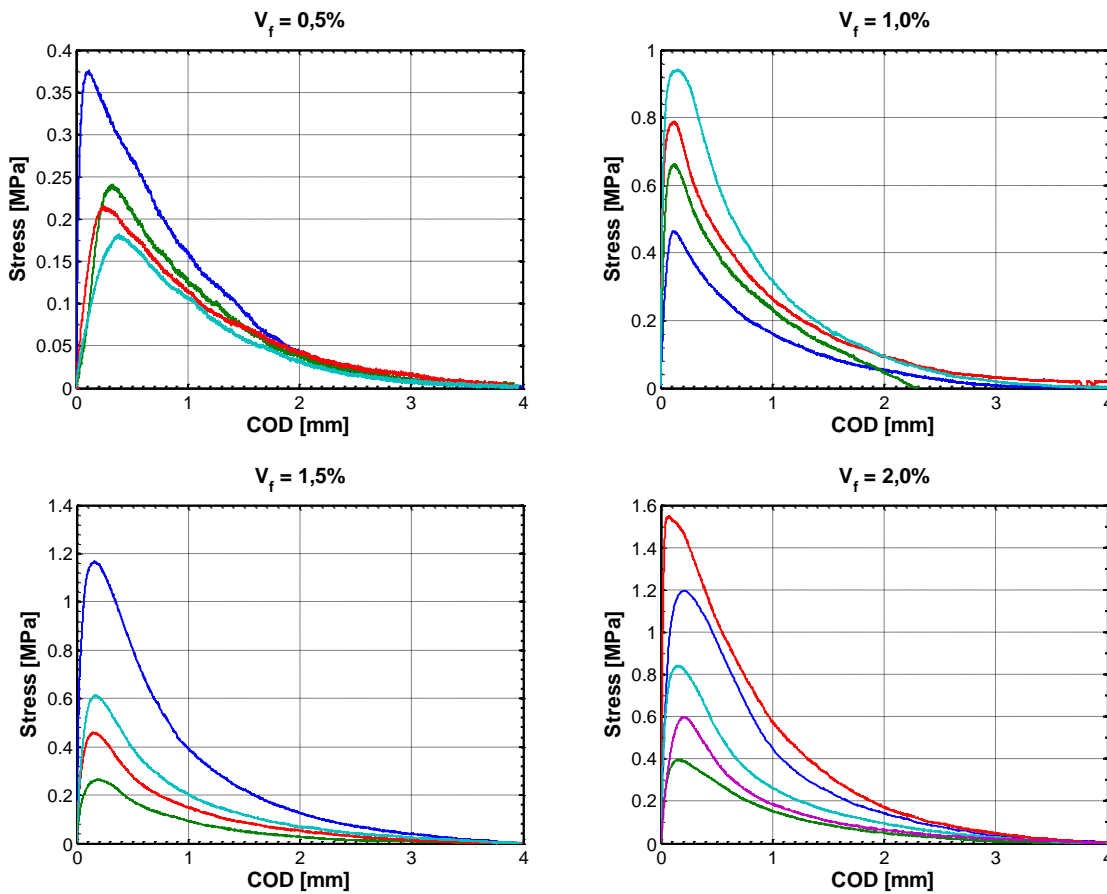 V_f = 0,5%
0.4
0.35
0.3
0.25
0.2
0.15
0.1
0.05
0
Stress [MPa]
0 1 2 3 4
COD [mm]
V_f = 1,0%
1
0.8
0.6
0.4
0.2
0
Stress [MPa]
0 1 2 3 4
COD [mm]
V_f = 1,5%
1.4
1.2
1
0.8
0.6
0.4
0.2
0
Stress [MPa]
0 1 2 3 4
COD [mm]
V_f = 2,0%
1.6
1.4
1.2
1
0.8
0.6
0.4
0.2
0
Stress [MPa]
0 1 2 3 4
COD [mm]